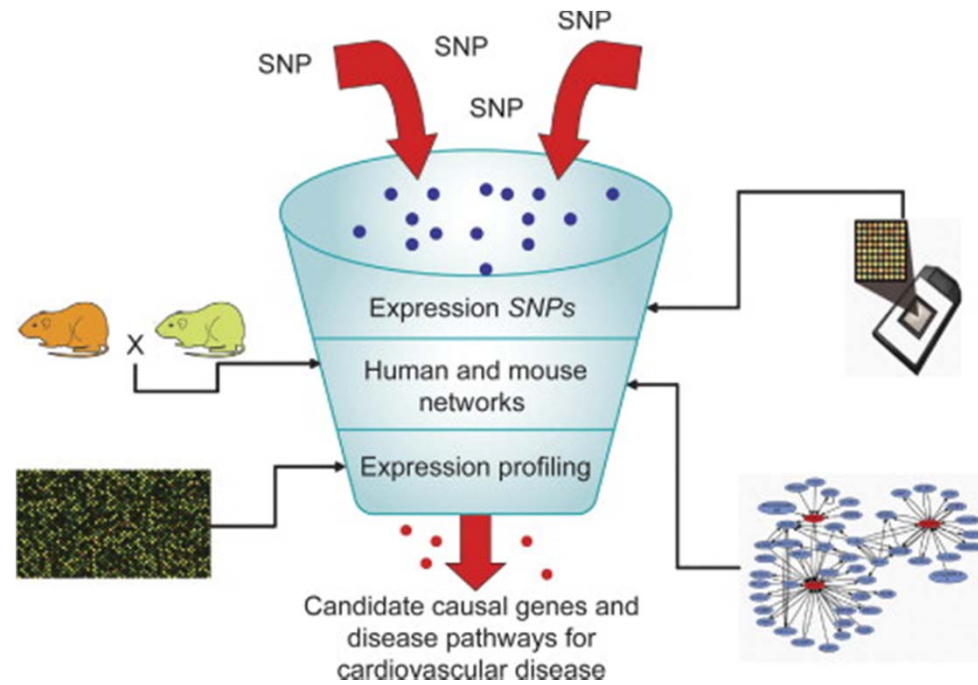 SNP
SNP
SNP
SNP
SNP
Expression SNPs
X
Human and mouse
networks
Expression profiling
Candidate causal genes and
disease pathways for
cardiovascular disease